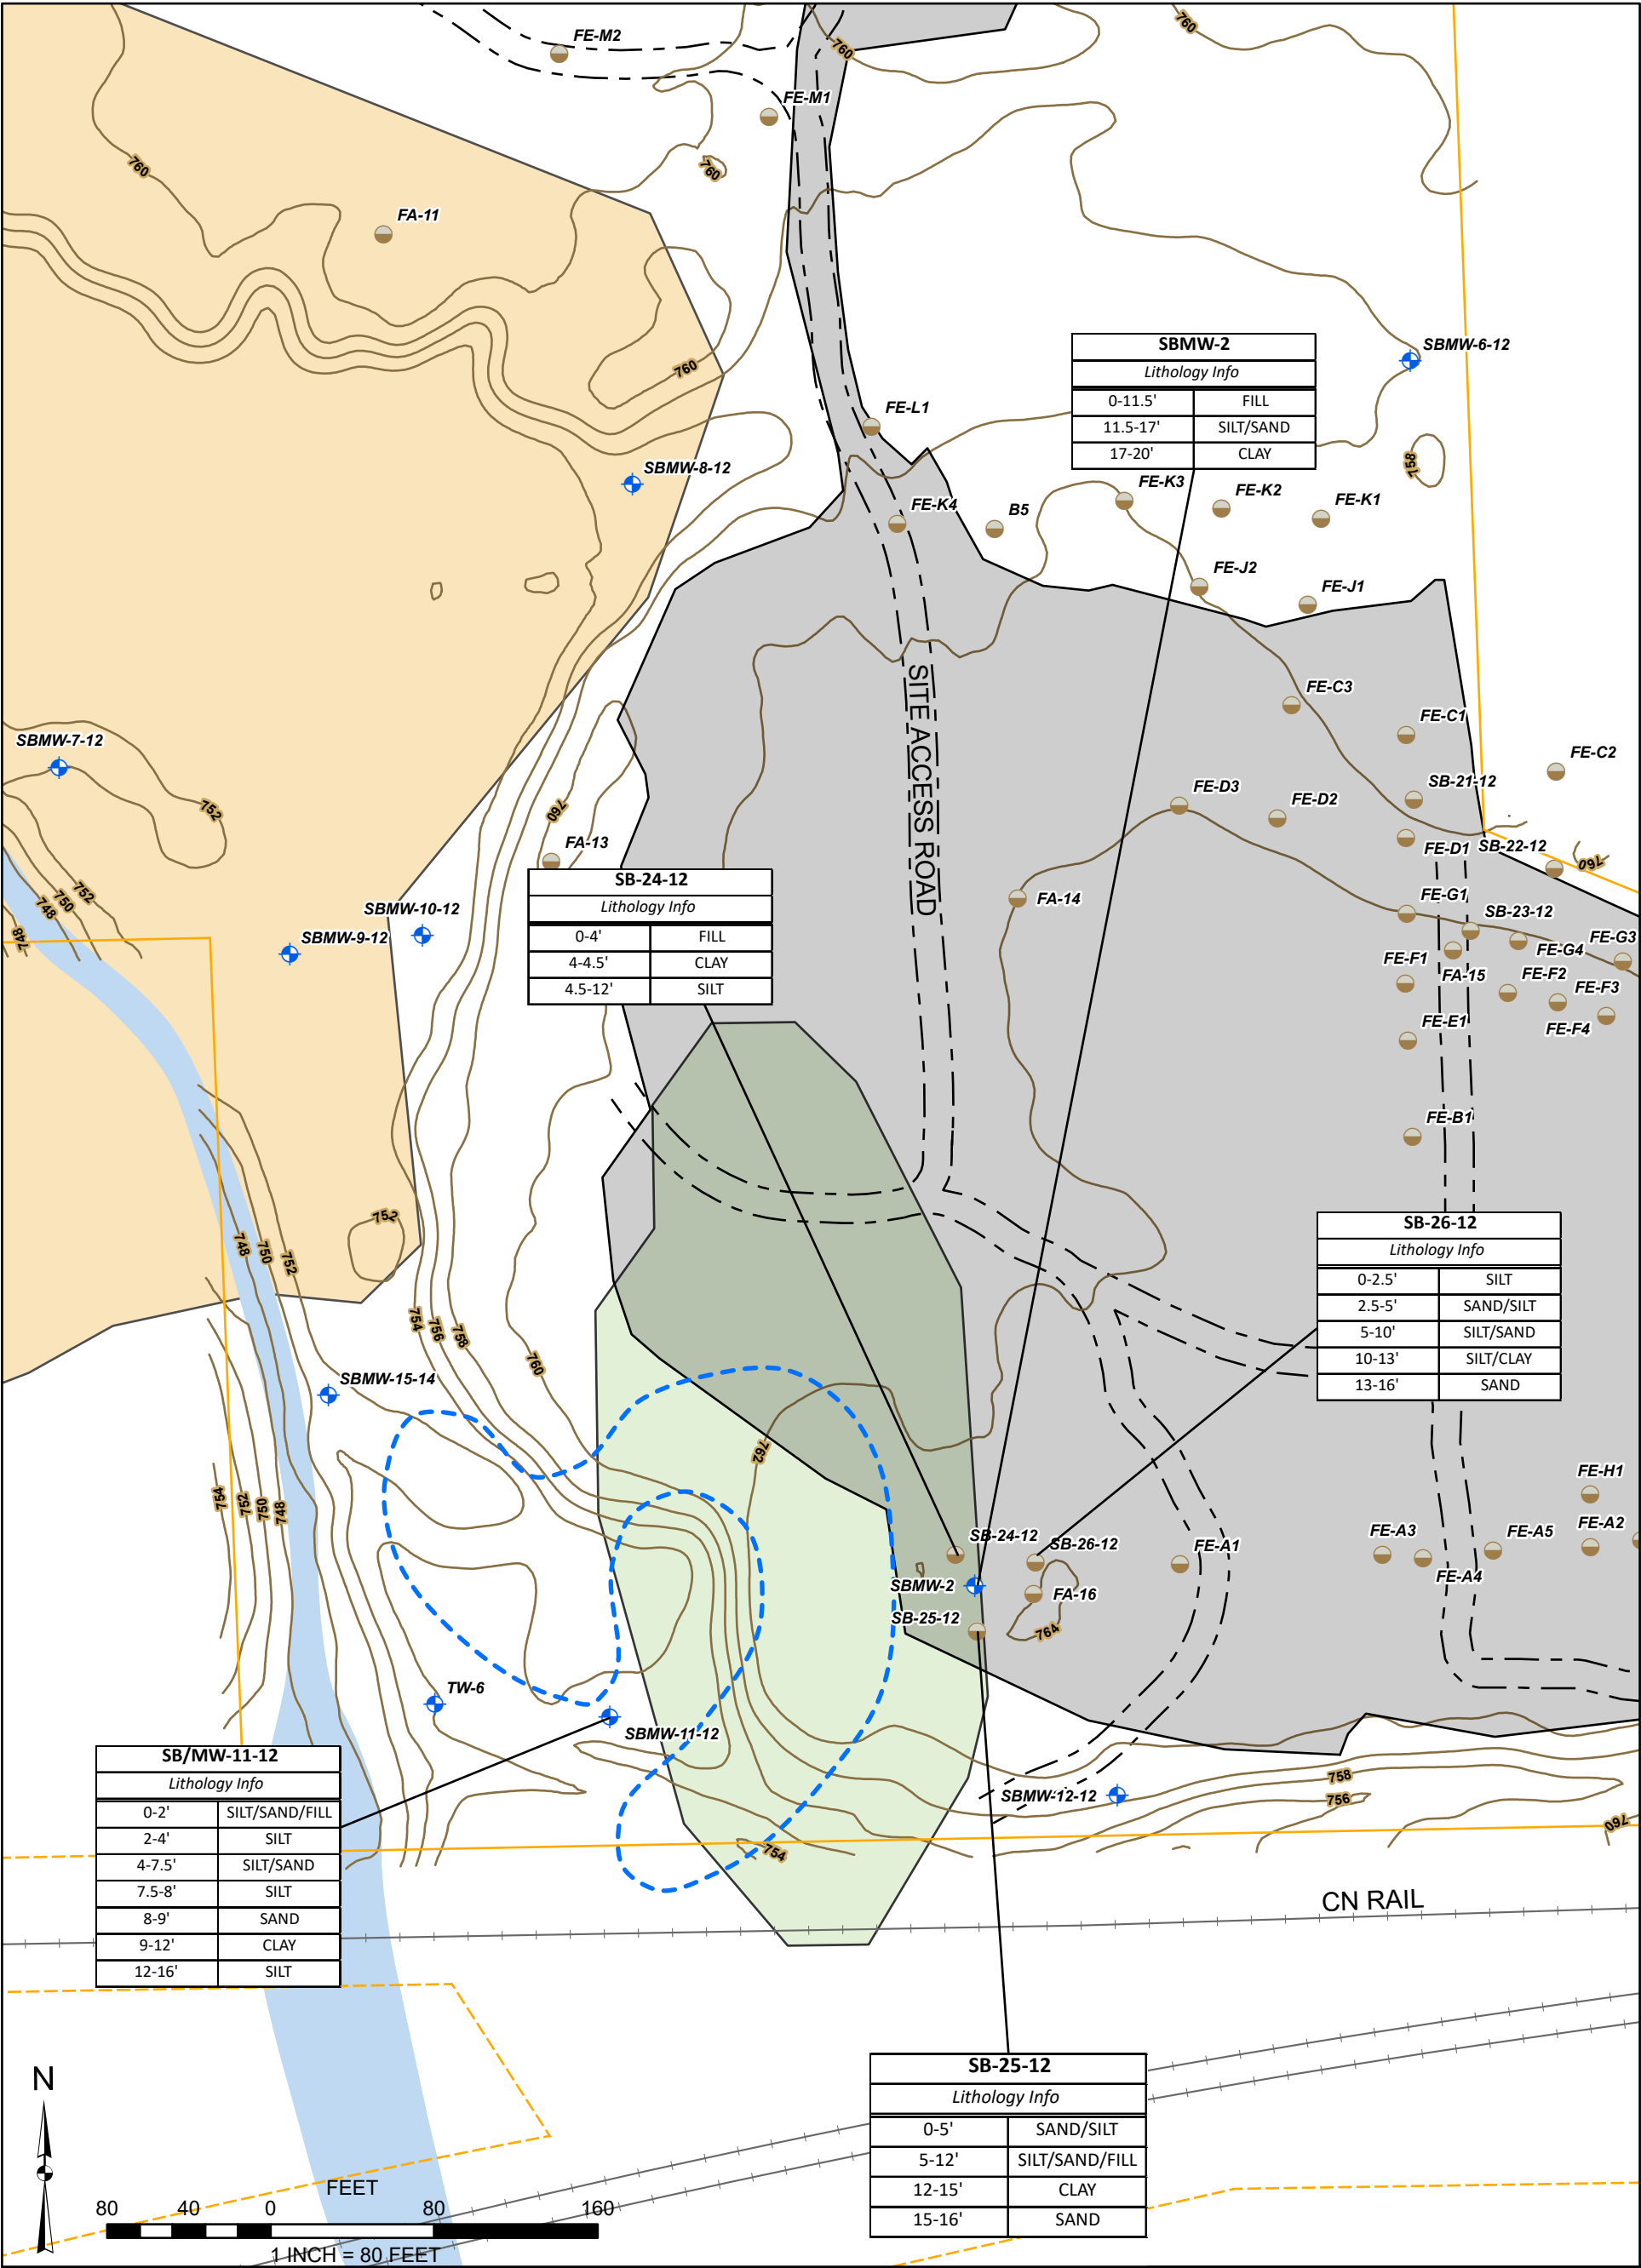 760
FE-M2
760
FE-M1
760
760
FA-11
SBMW-2
Lithology Info
0-11.5' FILL
11.5-17' SILT/SAND
17-20' CLAY
SBMW-6-12
760
FE-L1
758
SBMW-8-12
FE-K3
FE-K2
FE-K1
FE-K4
B5
FE-J2
FE-J1
SITE ACCESS ROAD
FE-C3
FE-C1
SBMW-7-12
FE-C2
SB-21-12
752
760
FE-D3
FE-D2
FA-13
FE-D1
SB-22-12
760
SB-24-12
Lithology Info
0-4' FILL
4-4.5' CLAY
4.5-12' SILT
752
750
748
748
FA-14
FE-G1
SB-23-12
SBMW-10-12
SBMW-9-12
FE-G4
FE-G3
FE-F1
FA-15
FE-F2
FE-F3
FE-F4
FE-E1
FE-B1
752
748
750
752
SB-26-12
Lithology Info
0-2.5' SILT
2.5-5' SAND/SILT
5-10' SILT/SAND
10-13' SILT/CLAY
13-16' SAND
754
756
758
760
SBMW-15-14
762
754
752
750
748
FE-H1
SB-24-12
SB-26-12
FE-A1
FE-A3
FE-A4
FE-A5
FE-A2
SBMW-2
FA-16
SB-25-12
764
TW-6
SBMW-11-12
SB/MW-11-12
Lithology Info
0-2' SILT/SAND/FILL
2-4' SILT
4-7.5' SILT/SAND
7.5-8' SILT
8-9' SAND
9-12' CLAY
12-16' SILT
SBMW-12-12
758
756
760
754
CN RAIL
SB-25-12
Lithology Info
0-5' SAND/SILT
5-12' SILT/SAND/FILL
12-15' CLAY
15-16' SAND
N
FEET
80 40 0 80 160
1 INCH = 80 FEET